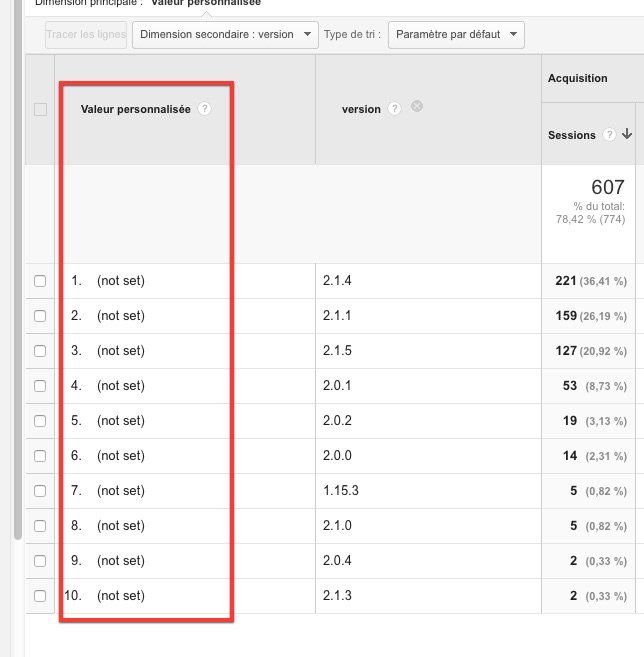 Dimension principale : Valeur personnalisée
Tracer les lignes Dimension secondaire : version Type de tri : Paramètre par défaut
Acquisition
Valeur personnalisée ? version ?
Sessions ?
607
% du total:
78,42 % (774)
1. (not set) 2.1.4 221 (36,41 %)
2. (not set) 2.1.1 159 (26,19 %)
3. (not set) 2.1.5 127 (20,92 %)
4. (not set) 2.0.1 53 (8,73 %)
5. (not set) 2.0.2 19 (3,13 %)
6. (not set) 2.0.0 14 (2,31 %)
7. (not set) 1.15.3 5 (0,82 %)
8. (not set) 2.1.0 5 (0,82 %)
9. (not set) 2.0.4 2 (0,33 %)
10. (not set) 2.1.3 2 (0,33 %)